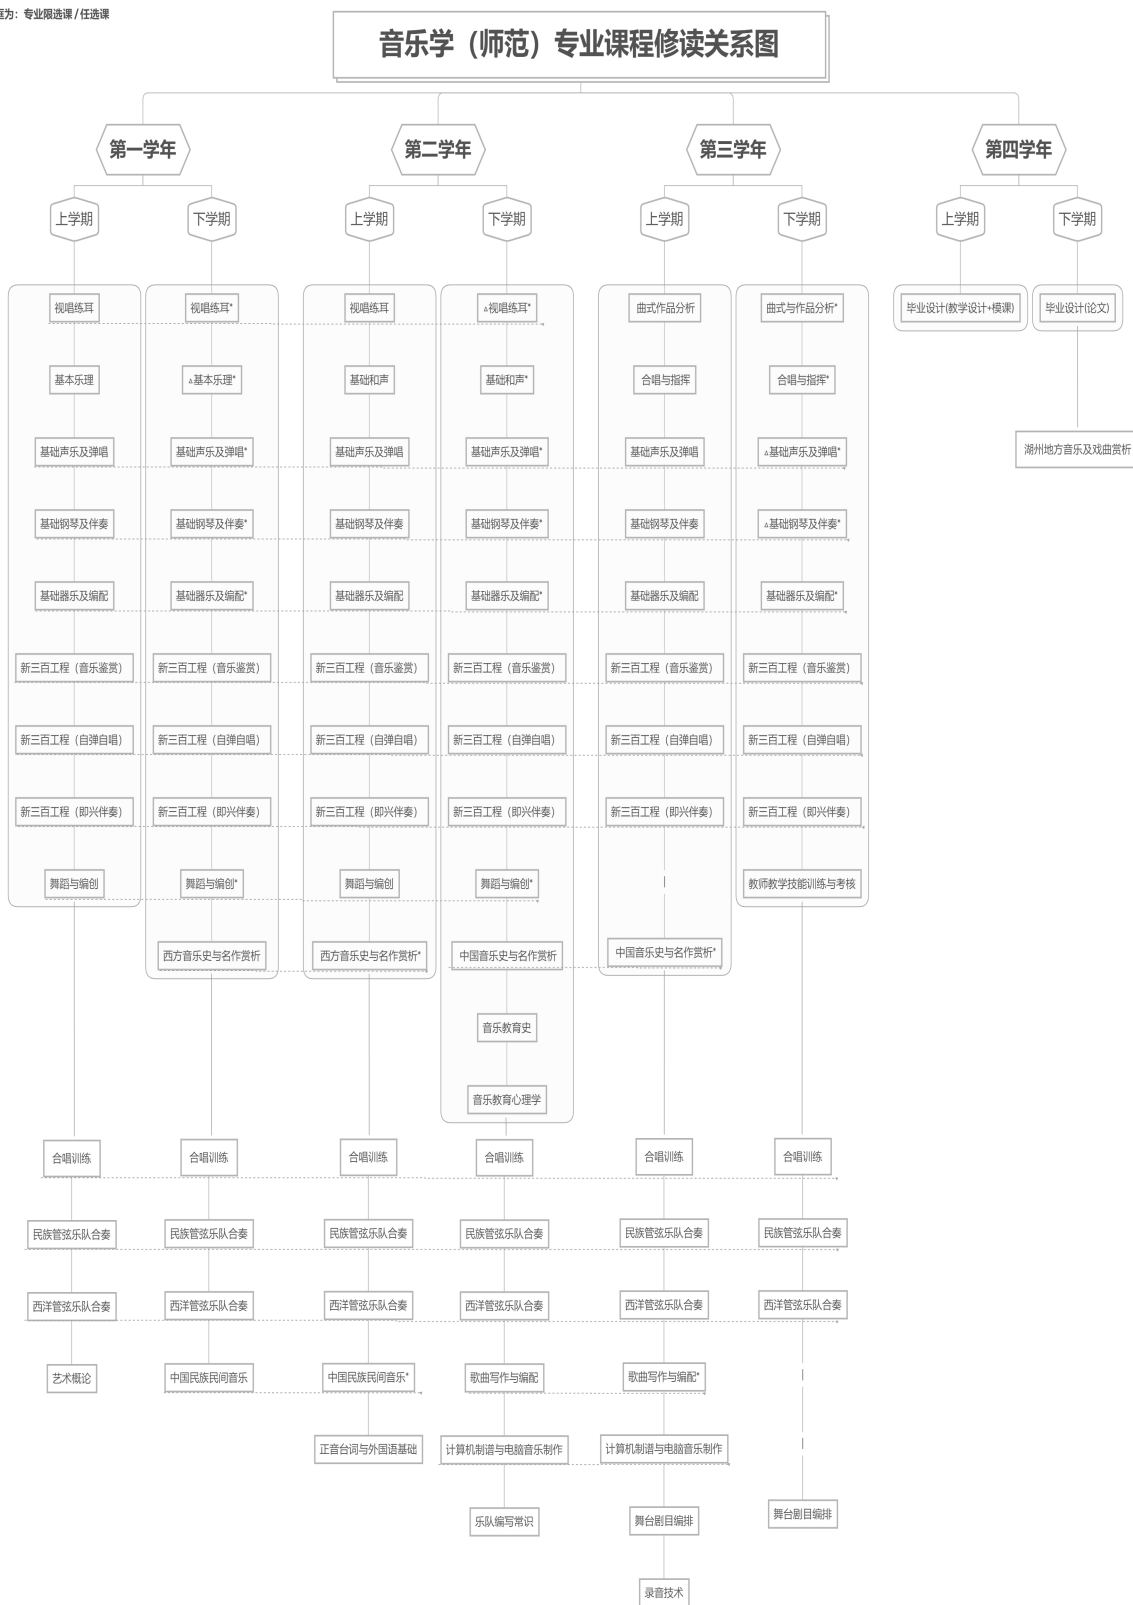 框为：专业限选课 / 任选课
音乐学（师范）专业课程修读关系图
第一学年 第二学年 第三学年 第四学年
上学期 下学期 上学期 下学期 上学期 下学期 上学期 下学期
视唱练耳 视唱练耳* 视唱练耳 △视唱练耳* 曲式作品分析 曲式与作品分析* 毕业设计(教学设计+模课) 毕业设计(论文)
基本乐理 △基本乐理* 基础和声 基础和声* 合唱与指挥 合唱与指挥*
基础声乐及弹唱 基础声乐及弹唱* 基础声乐及弹唱 基础声乐及弹唱* 基础声乐及弹唱 △基础声乐及弹唱* 湖州地方音乐及戏曲赏析
基础钢琴及伴奏 基础钢琴及伴奏* 基础钢琴及伴奏 基础钢琴及伴奏* 基础钢琴及伴奏 △基础钢琴及伴奏*
基础器乐及编配 基础器乐及编配* 基础器乐及编配 基础器乐及编配* 基础器乐及编配 基础器乐及编配*
新三百工程（音乐鉴赏） 新三百工程（音乐鉴赏） 新三百工程（音乐鉴赏） 新三百工程（音乐鉴赏） 新三百工程（音乐鉴赏） 新三百工程（音乐鉴赏）
新三百工程（自弹自唱） 新三百工程（自弹自唱） 新三百工程（自弹自唱） 新三百工程（自弹自唱） 新三百工程（自弹自唱） 新三百工程（自弹自唱）
新三百工程（即兴伴奏） 新三百工程（即兴伴奏） 新三百工程（即兴伴奏） 新三百工程（即兴伴奏） 新三百工程（即兴伴奏） 新三百工程（即兴伴奏）
舞蹈与编创 舞蹈与编创* 舞蹈与编创 舞蹈与编创* | 教师教学技能训练与考核
西方音乐史与名作赏析 西方音乐史与名作赏析* 中国音乐史与名作赏析 中国音乐史与名作赏析*
音乐教育史
音乐教育心理学
合唱训练 合唱训练 合唱训练 合唱训练 合唱训练 合唱训练
民族管弦乐队合奏 民族管弦乐队合奏 民族管弦乐队合奏 民族管弦乐队合奏 民族管弦乐队合奏 民族管弦乐队合奏
西洋管弦乐队合奏 西洋管弦乐队合奏 西洋管弦乐队合奏 西洋管弦乐队合奏 西洋管弦乐队合奏 西洋管弦乐队合奏
艺术概论 中国民族民间音乐 中国民族民间音乐* 歌曲写作与编配 歌曲写作与编配* |
正音台词与外国语基础 计算机制谱与电脑音乐制作 计算机制谱与电脑音乐制作 |
乐队编写常识 舞台剧目编排 舞台剧目编排
录音技术